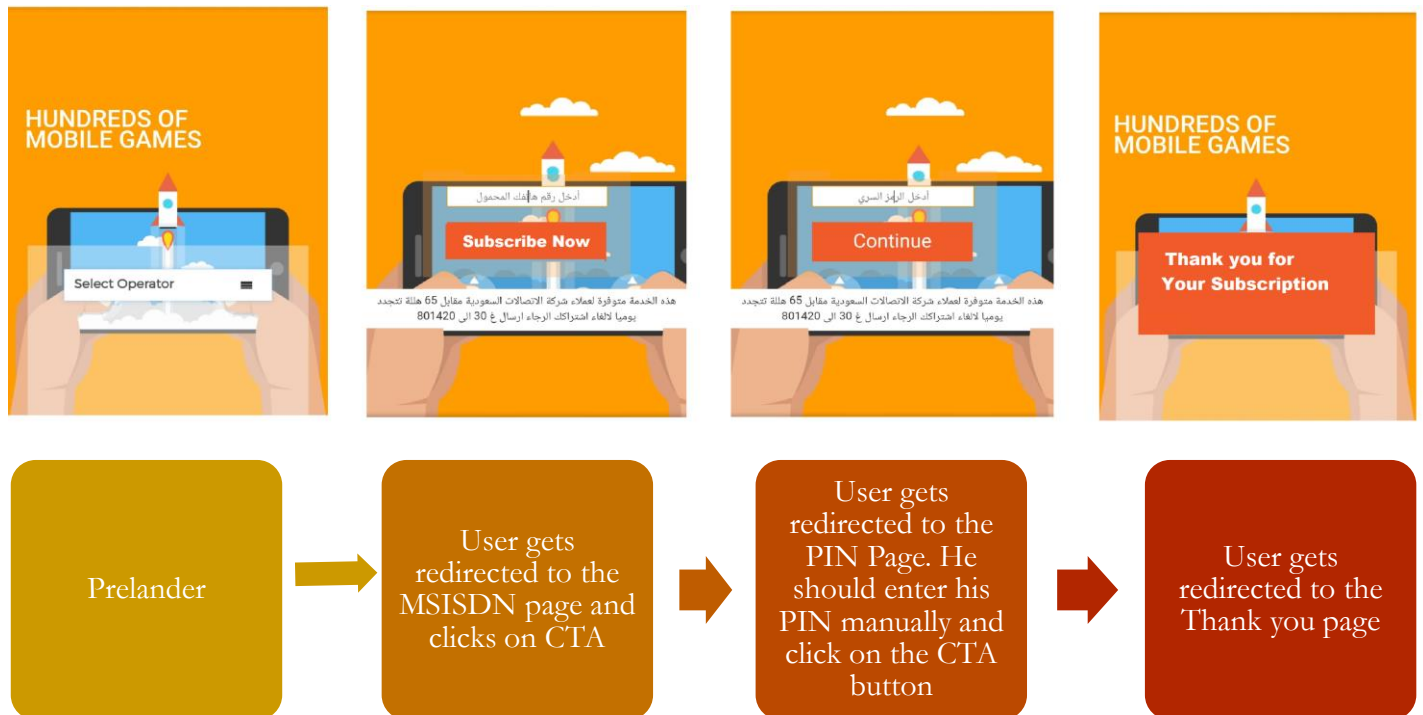 HUNDREDS OF
MOBILE GAMES
Select Operator
أدخل رقم هاتفك المحمول
Subscribe Now
هذه الخدمة متوفرة لعملاء شركة الاتصالات السعودية مقابل 65 هللة تتجدد
يوميا لالغاء اشتراكك الرجاء ارسال غ 30 الى 801420
أدخل الرمز السري
Continue
هذه الخدمة متوفرة لعملاء شركة الاتصالات السعودية مقابل 65 هللة تتجدد
يوميا لالغاء اشتراكك الرجاء ارسال غ 30 الى 801420
HUNDREDS OF
MOBILE GAMES
Thank you for
Your Subscription
Prelander
User gets
redirected to the
MSISDN page and
clicks on CTA
User gets
redirected to the
PIN Page. He
should enter his
PIN manually and
click on the CTA
button
User gets
redirected to the
Thank you page